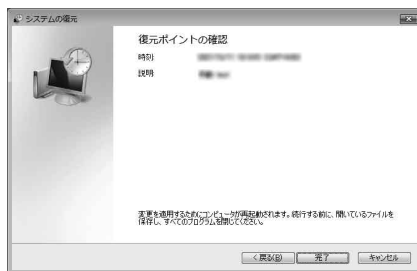 システムの復元
復元ポイントの確認
時刻:
説明:
変更を適用するためにコンピュータが再起動されます。続行する前に、開いているファイルを
保存し、すべてのプログラムを閉じてください。
< 戻る(B)
完了
キャンセル